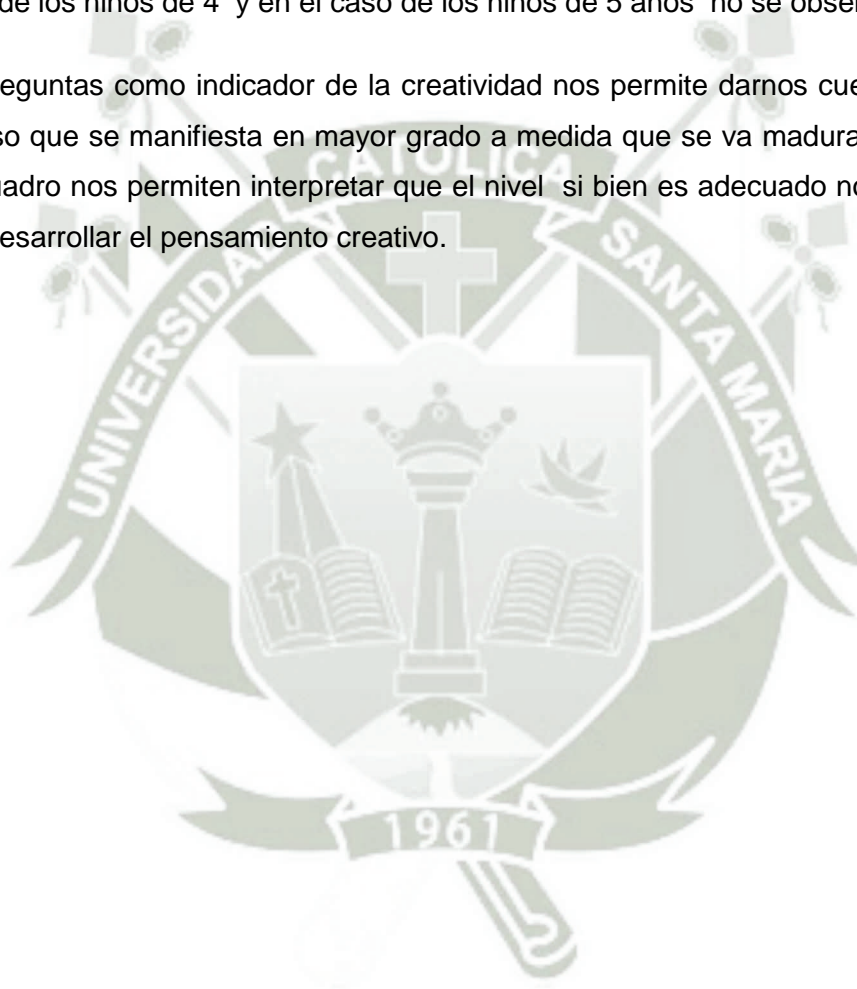 de los niños de 4 y en el caso de los niños de 5 años no se obser
eguntas como indicador de la creatividad nos permite darnos cue
so que se manifiesta en mayor grado a medida que se va madura
uadro nos permiten interpretar que el nivel si bien es adecuado no
esarrollar el pensamiento creativo.
UNIVERSIDAD CATOLICA SANTA MARIA
1961